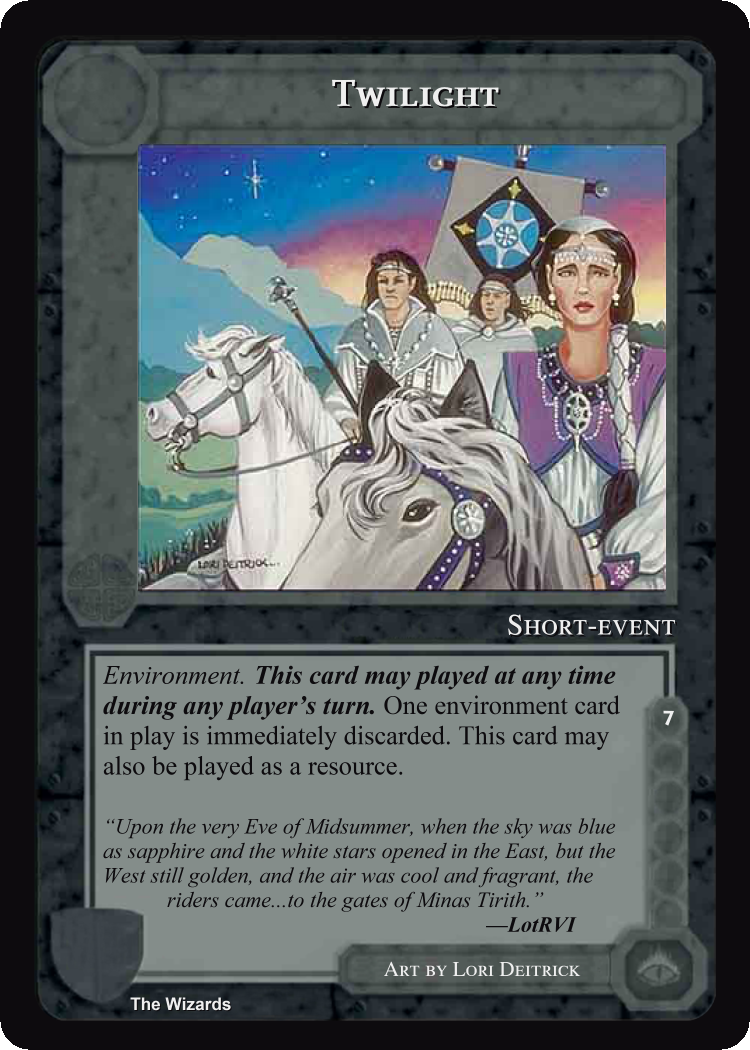 Twilight
LORI DEITRICK
Short-event
Environment. This card may played at any time
during any player's turn. One environment card
in play is immediately discarded. This card may
also be played as a resource.
7
“Upon the very Eve of Midsummer, when the sky was blue
as sapphire and the white stars opened in the East, but the
West still golden, and the air was cool and fragrant, the
riders came...to the gates of Minas Tirith.”
—LotRVI
Art by Lori Deitrick
The Wizards